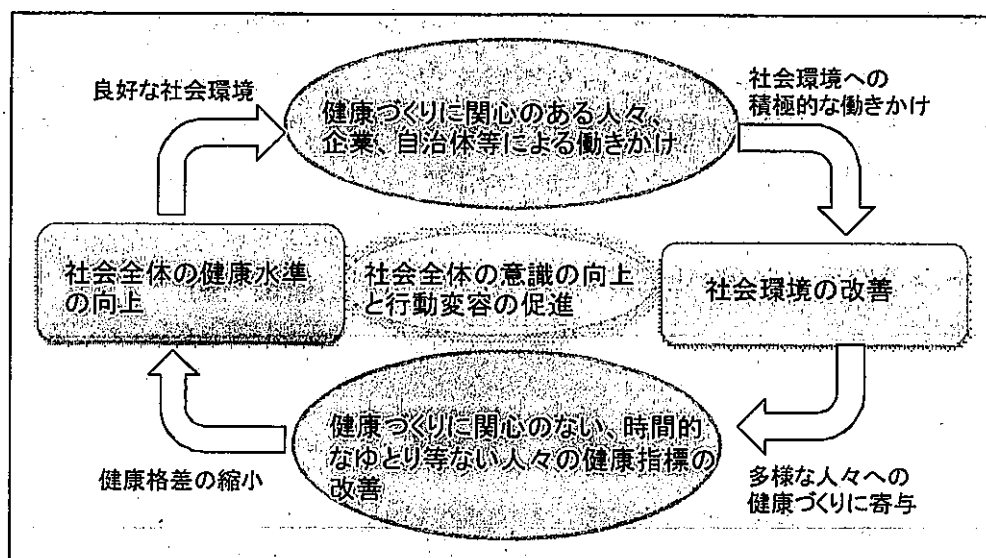 良好な社会環境
健康づくりに関心のある人々、
企業、自治体等による働きかけ
社会環境への
積極的な働きかけ
社会全体の健康水準
の向上
社会全体の意識の向上
と行動変容の促進
社会環境の改善
健康づくりに関心のない、時間的
なゆとり等ない人々の健康指標の
改善
健康格差の縮小
多様な人々への
健康づくりに寄与